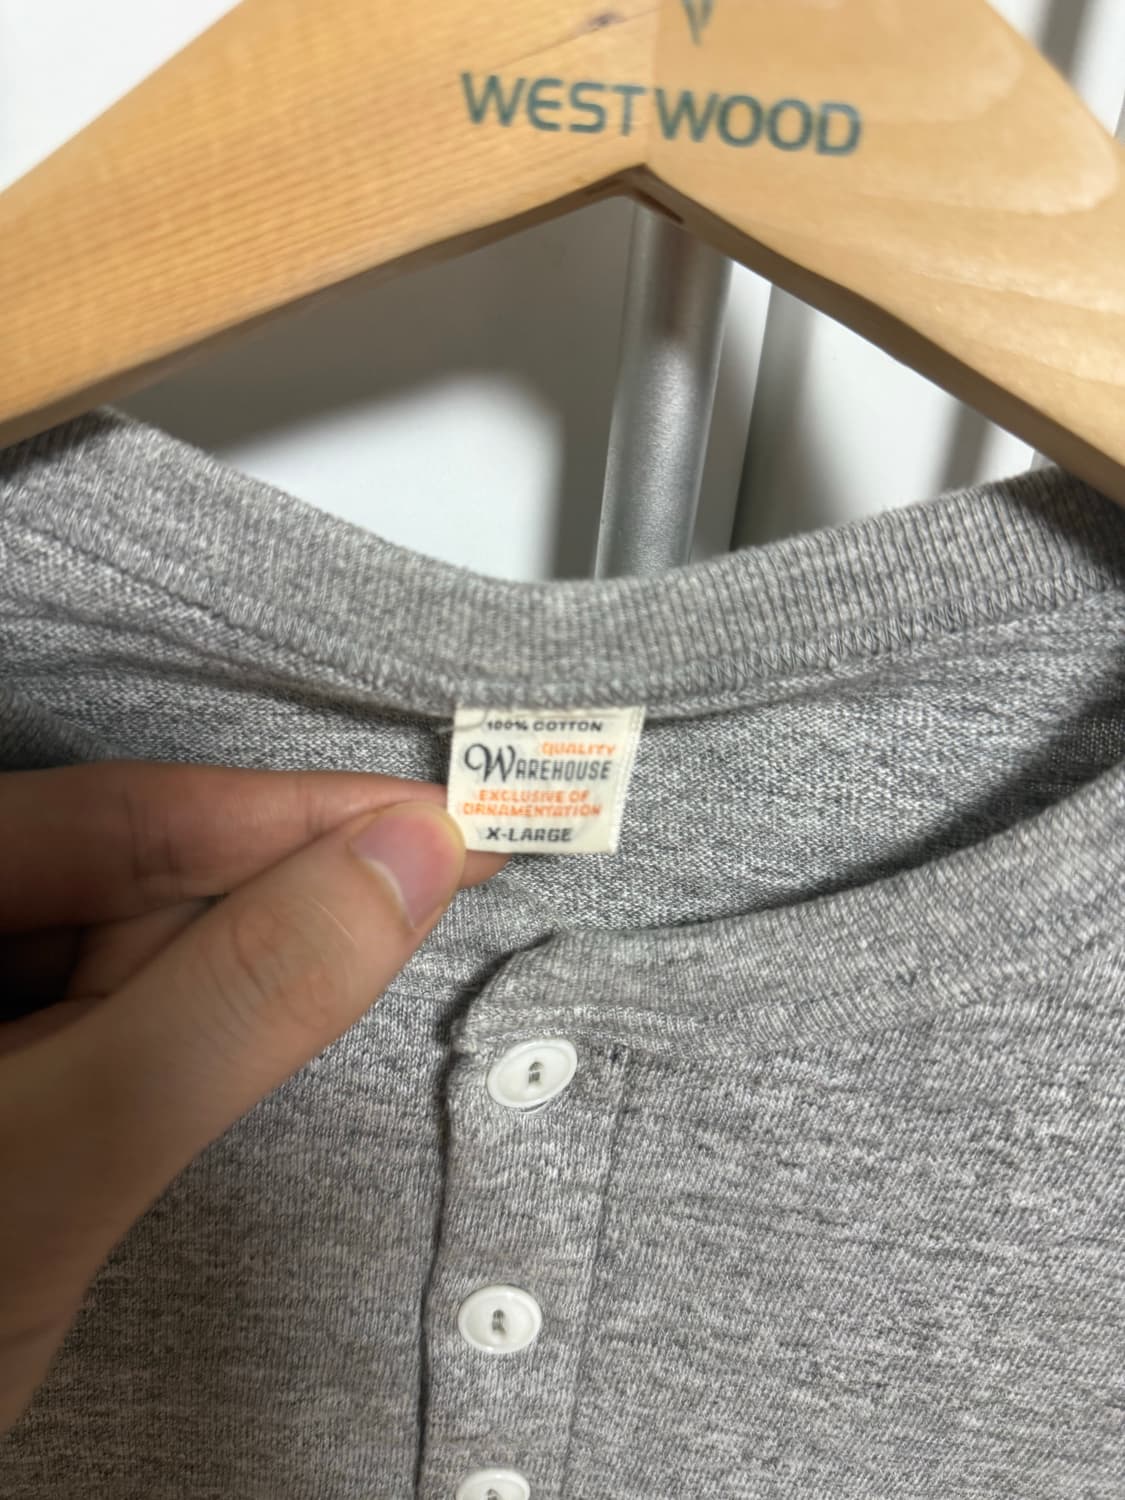 WESTWOOD
100% COTTON
QUALITY
WAREHOUSE
EXCLUSIVE OF
ORNAMENTATION
X-LARGE